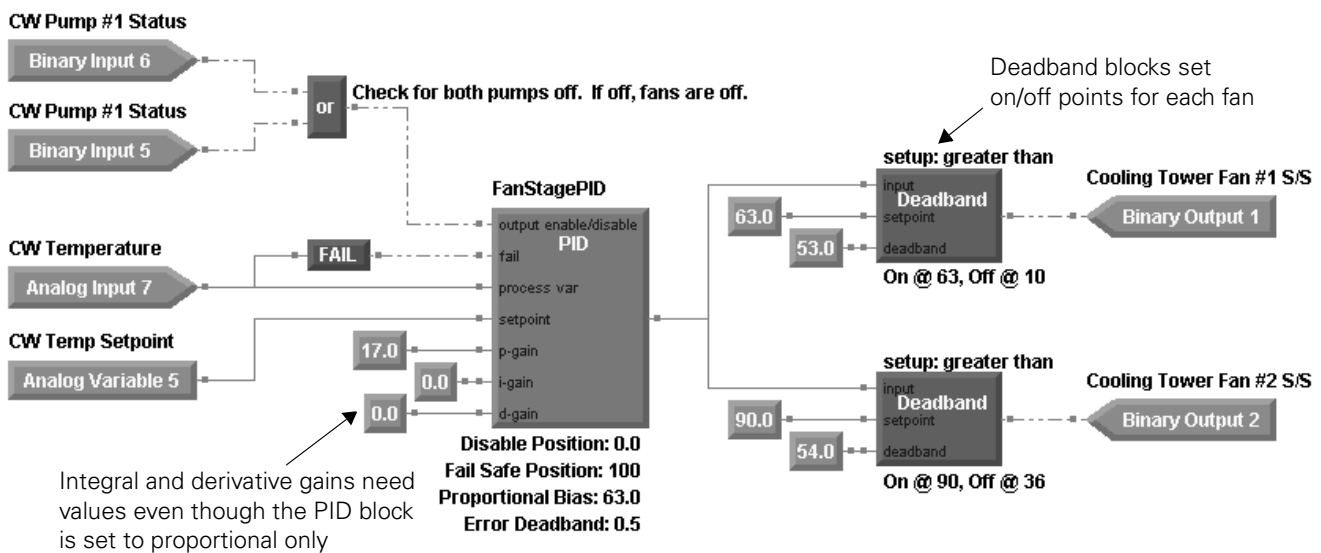 CW Pump #1 Status
Binary Input 6
CW Pump #1 Status
Binary Input 5
or
Check for both pumps off.  If off, fans are off.
CW Temperature
Analog Input 7
FAIL
CW Temp Setpoint
Analog Variable 5
FanStagePID
output enable/disable
PID
fail
process var
setpoint
p-gain
i-gain
d-gain
17.0
0.0
0.0
Disable Position: 0.0
Fail Safe Position: 100
Proportional Bias: 63.0
Error Deadband: 0.5
Integral and derivative gains need
values even though the PID block
is set to proportional only
Deadband blocks set
on/off points for each fan
setup: greater than
input
Deadband
setpoint
deadband
63.0
53.0
On @ 63, Off @ 10
Cooling Tower Fan #1 S/S
Binary Output 1
setup: greater than
input
Deadband
setpoint
deadband
90.0
54.0
On @ 90, Off @ 36
Cooling Tower Fan #2 S/S
Binary Output 2